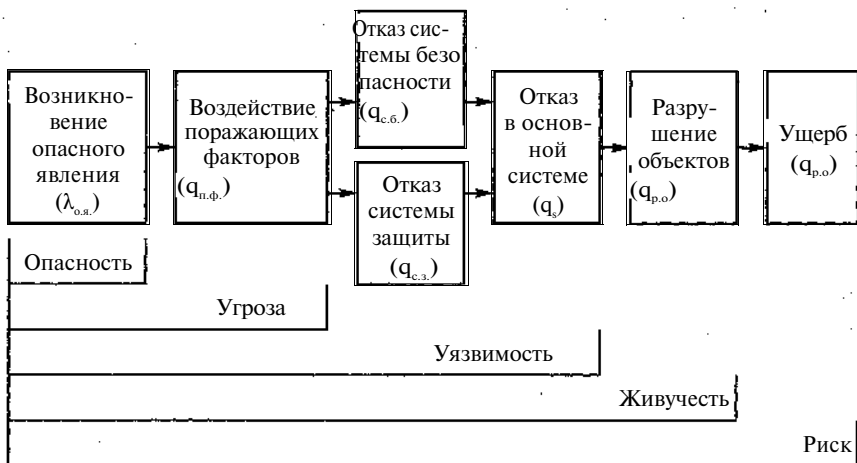 Возникно-
вение
опасного
явления
(λо.я.)
Воздействие
поражающих
факторов
(qп.ф.)
Отказ сис-
темы безо
пасности
(qс.б.)
Отказ
системы
защиты
(qс.з.)
Отказ
в основ-
ной
системе
(qs)
Разру-
шение
объектов
(qр.о)
Ущерб
(qр.о)
Опасность
Угроза
Уязвимость
Живучесть
Риск